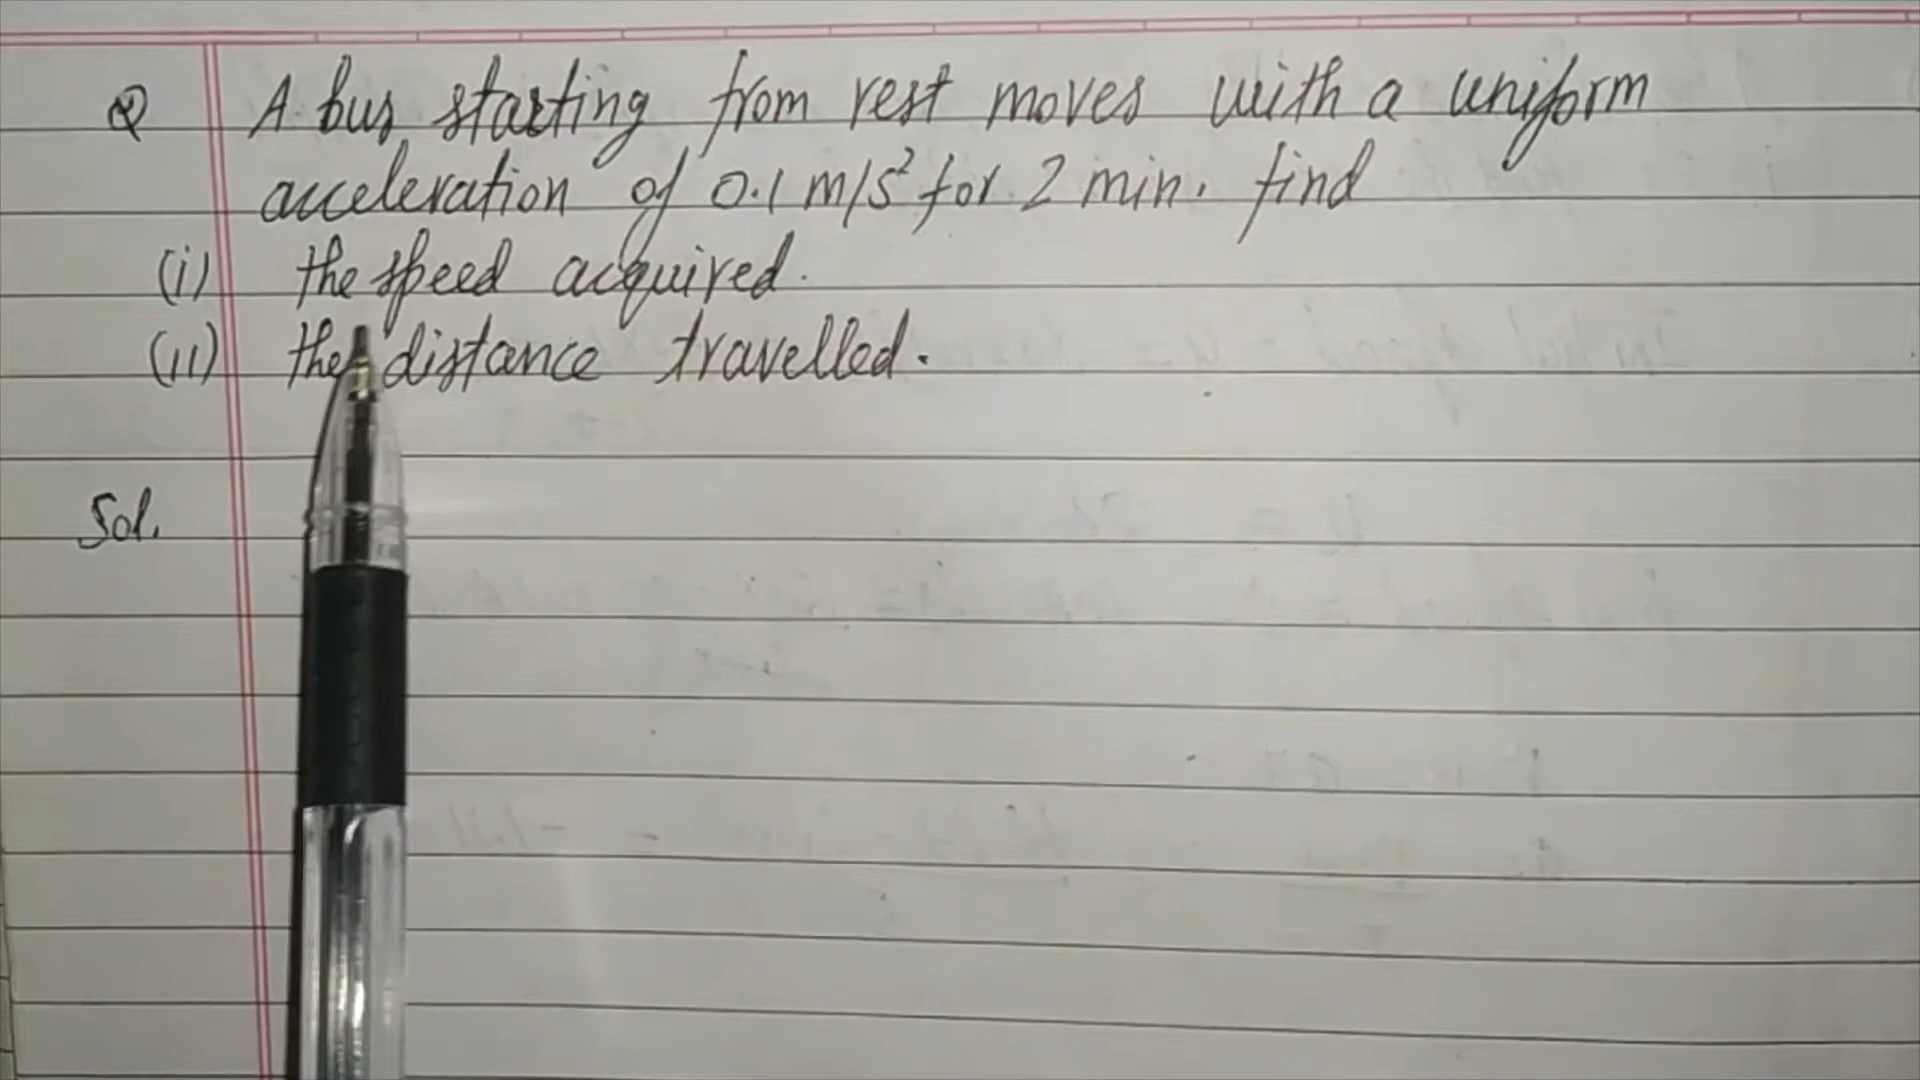 Q A bus starting from rest moves with a uniform
acceleration of 0.1 m/s² for 2 min. find
(i) the speed acquired.
(ii) the distance travelled.
Sol.